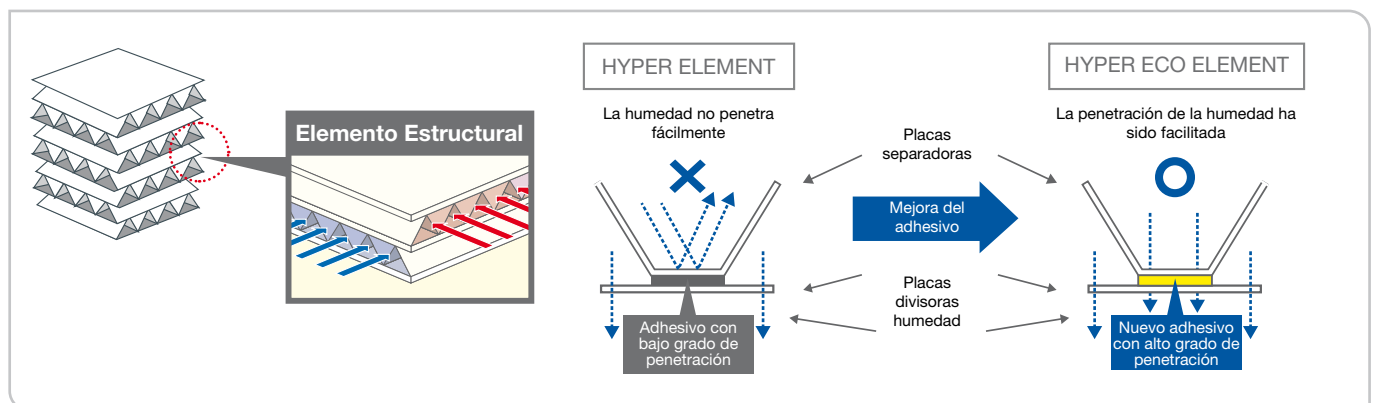 Elemento Estructural
HYPER ELEMENT
La humedad no penetra
fácilmente
Adhesivo con
bajo grado de
penetración
Placas
separadoras
Mejora del
adhesivo
Placas
divisoras
humedad
HYPER ECO ELEMENT
La penetración de la humedad ha
sido facilitada
Nuevo adhesivo
con alto grado de
penetración